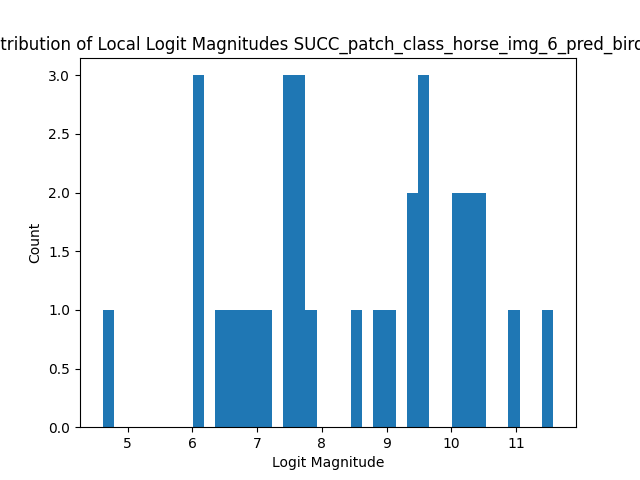 tribution of Local Logit Magnitudes SUCC_patch_class_horse_img_6_pred_bird
3.0
2.5
2.0
1.5
1.0
0.5
0.0
Count
5 6 7 8 9 10 11
Logit Magnitude